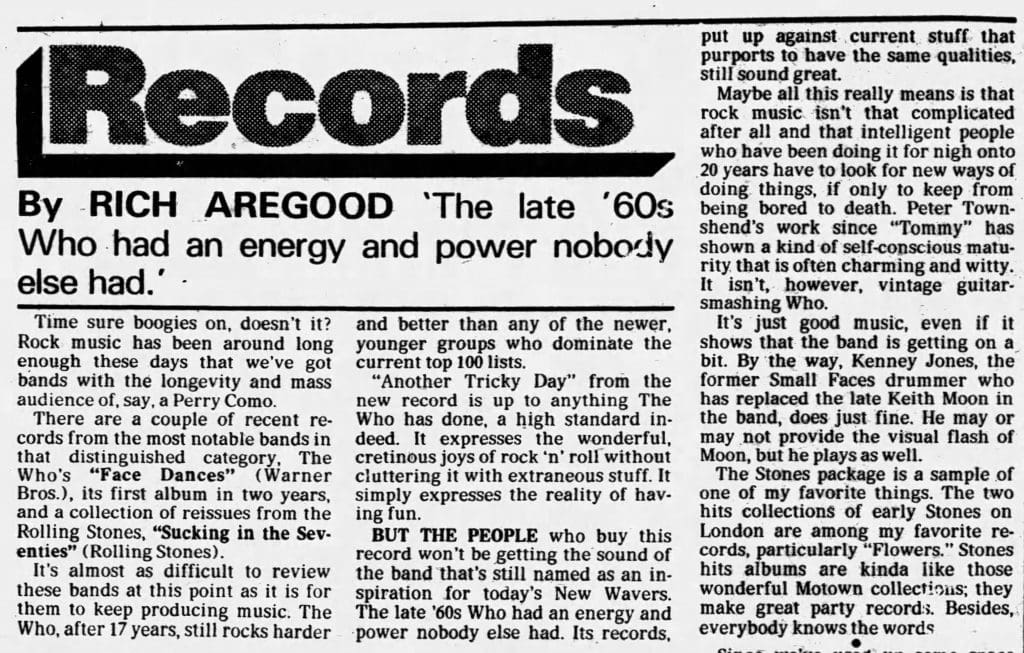 Records
By RICH AREGOOD 'The late '60s
Who had an energy and power nobody
else had.'
Time sure boogies on, doesn't it?
Rock music has been around long
enough these days that we've got
bands with the longevity and mass
audience of, say, a Perry Como.
There are a couple of recent re-
cords from the most notable bands in
that distinguished category, The
Who's "Face Dances" (Warner
Bros.), its first album in two years,
and a collection of reissues from the
Rolling Stones, "Sucking in the Sev-
enties" (Rolling Stones).
It's almost as difficult to review
these bands at this point as it is for
them to keep producing music. The
Who, after 17 years, still rocks harder
and better than any of the newer,
younger groups who dominate the
current top 100 lists.
"Another Tricky Day" from the
new record is up to anything The
Who has done, a high standard in-
deed. It expresses the wonderful,
cretinous joys of rock 'n' roll without
cluttering it with extraneous stuff. It
simply expresses the reality of hav-
ing fun.
BUT THE PEOPLE who buy this
record won't be getting the sound of
the band that's still named as an in-
spiration for today's New Wavers.
The late '60s Who had an energy and
power nobody else had. Its records,
put up against current stuff that
purports to have the same qualities,
still sound great.
Maybe all this really means is that
rock music isn't that complicated
after all and that intelligent people
who have been doing it for nigh onto
20 years have to look for new ways of
doing things, if only to keep from
being bored to death. Peter Town-
shend's work since "Tommy" has
shown a kind of self-conscious matu-
rity that is often charming and witty.
It isn't, however, vintage guitar-
smashing Who.
It's just good music, even if it
shows that the band is getting on a
bit. By the way, Kenney Jones, the
former Small Faces drummer who
has replaced the late Keith Moon in
the band, does just fine. He may or
may not provide the visual flash of
Moon, but he plays as well.
The Stones package is a sample of
one of my favorite things. The two
hits collections of early Stones on
London are among my favorite re-
cords, particularly "Flowers." Stones
hits albums are kinda like those
wonderful Motown collections; they
make great party records. Besides,
everybody knows the words